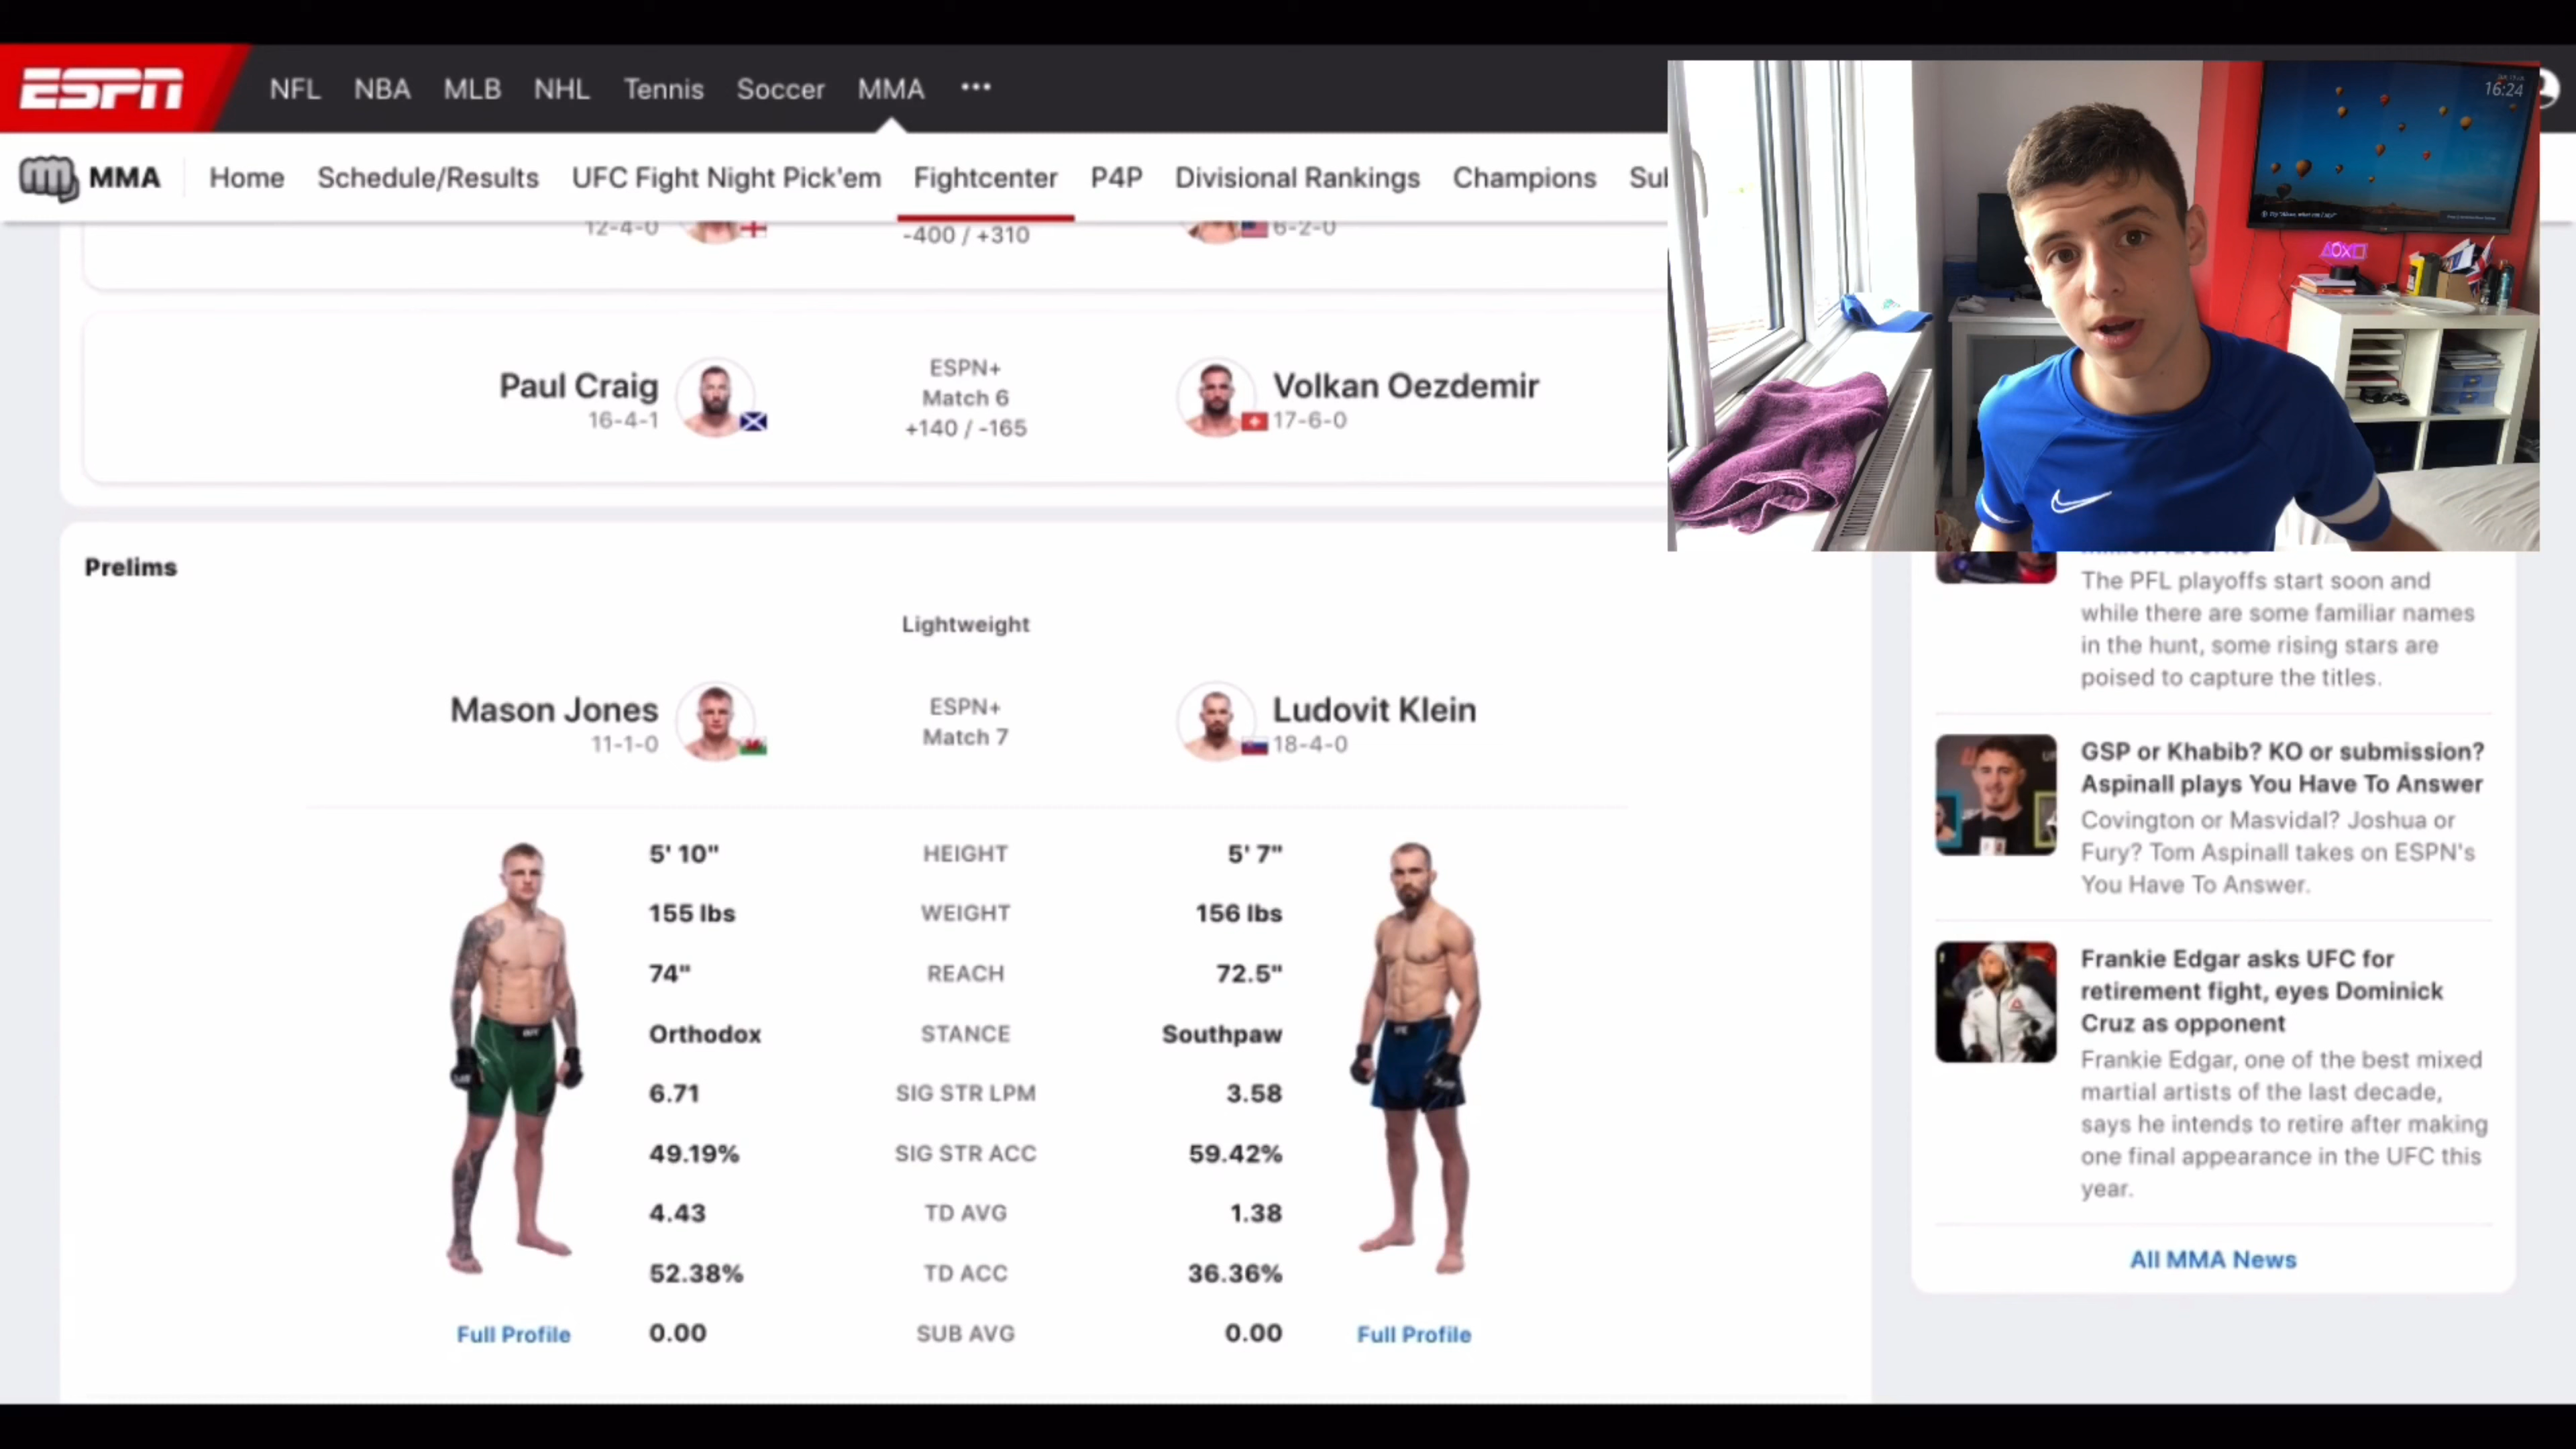 ESPN
NFL NBA MLB NHL Tennis Soccer MMA •••
MMA Home Schedule/Results UFC Fight Night Pick'em Fightcenter P4P Divisional Rankings Champions
16:24
12-4-0
-400 / +310
6-2-0
Paul Craig
16-4-1
ESPN+
Match 6
+140 / -165
Volkan Oezdemir
17-6-0
Prelims
Lightweight
Mason Jones
11-1-0
ESPN+
Match 7
Ludovit Klein
18-4-0
5' 10" HEIGHT 5' 7"
155 lbs WEIGHT 156 lbs
74" REACH 72.5"
Orthodox STANCE Southpaw
6.71 SIG STR LPM 3.58
49.19% SIG STR ACC 59.42%
4.43 TD AVG 1.38
52.38% TD ACC 36.36%
Full Profile 0.00 SUB AVG 0.00 Full Profile
The PFL playoffs start soon and
while there are some familiar names
in the hunt, some rising stars are
poised to capture the titles.
GSP or Khabib? KO or submission?
Aspinall plays You Have To Answer
Covington or Masvidal? Joshua or
Fury? Tom Aspinall takes on ESPN's
You Have To Answer.
Frankie Edgar asks UFC for
retirement fight, eyes Dominick
Cruz as opponent
Frankie Edgar, one of the best mixed
martial artists of the last decade,
says he intends to retire after making
one final appearance in the UFC this
year.
All MMA News